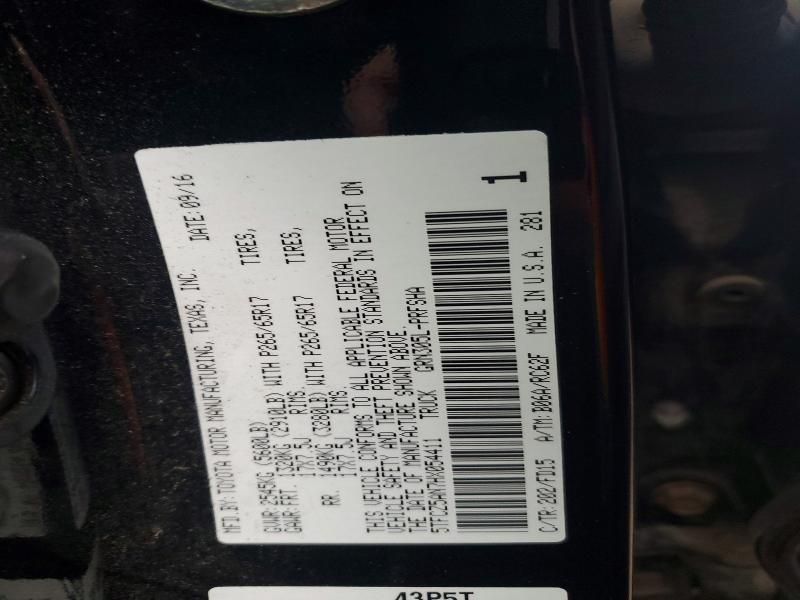 MFD.BY: TOYOTA MOTOR MANUFACTURING, TEXAS, INC. DATE: 09/16
GVWR: 2545KG (5600LB)
GAWR: FRT. 1320KG (2910LB) WITH P265/65R17 TIRES,
17X7.5J RIMS.
RR. 1490KG (3280LB) WITH P265/65R17 TIRES,
17X7.5J RIMS.
THIS VEHICLE CONFORMS TO ALL APPLICABLE FEDERAL MOTOR
VEHICLE SAFETY AND THEFT PREVENTION STANDARDS IN EFFECT ON
THE DATE OF MANUFACTURE SHOWN ABOVE.
5TFCZ5AN7HX054411 TRUCK GRN305L-PRFSHA
1
C/TR: 202/FD15 A/TM: B06A/RC62F MADE IN U.S.A. 281
43P5T